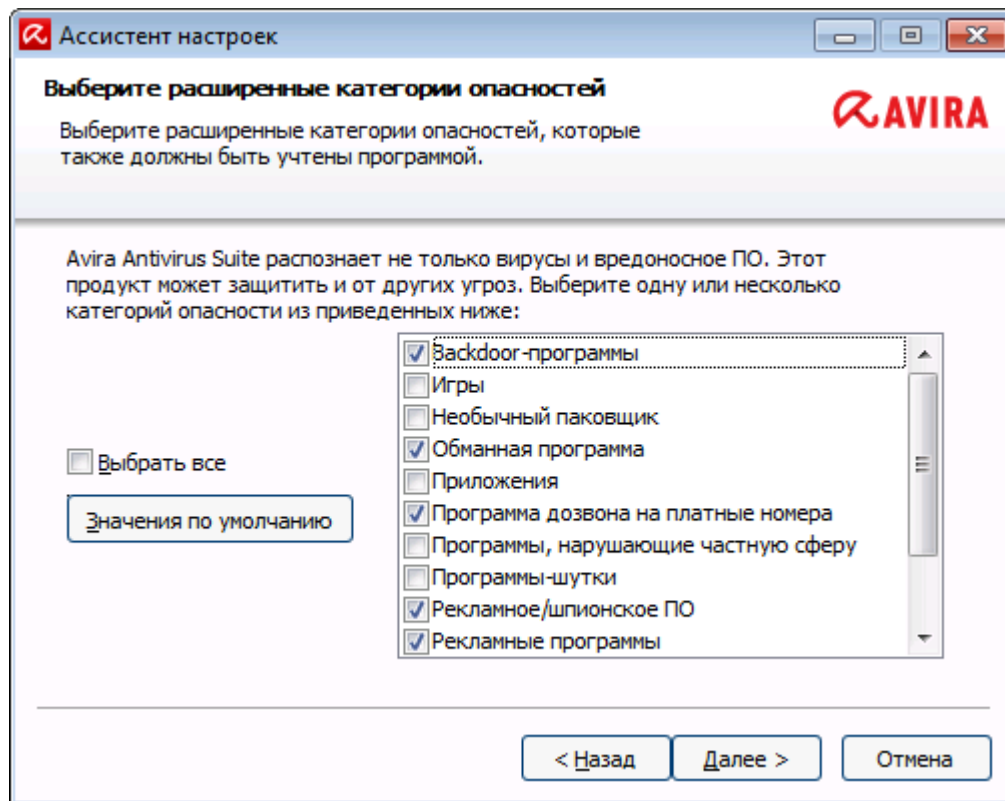 Ассистент настроек
Выберите расширенные категории опасностей
AVIRA
Выберите расширенные категории опасностей, которые
также должны быть учтены программой.
Avira Antivirus Suite распознает не только вирусы и вредоносное ПО. Этот
продукт может защитить и от других угроз. Выберите одну или несколько
категорий опасности из приведенных ниже:
Backdoor-программы
Игры
Необычный паковщик
Обманная программа
Приложения
Программа дозвона на платные номера
Программы, нарушающие частную сферу
Программы-шутки
Рекламное/шпионское ПО
Рекламные программы
Выбрать все
Значения по умолчанию
< Назад
Далее >
Отмена